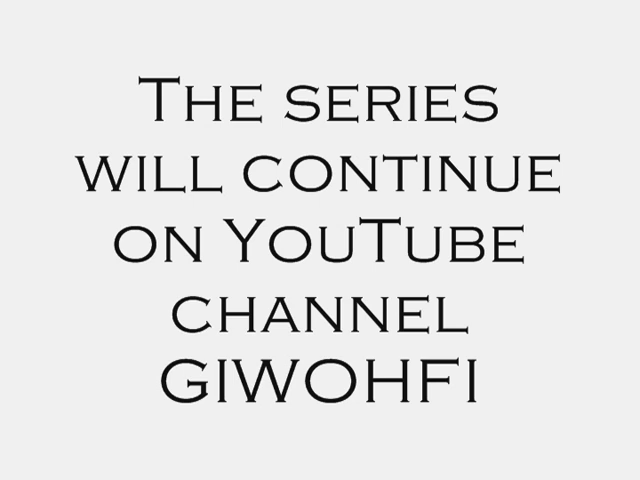 The series
will continue
on YouTube
channel
GIWOHFI